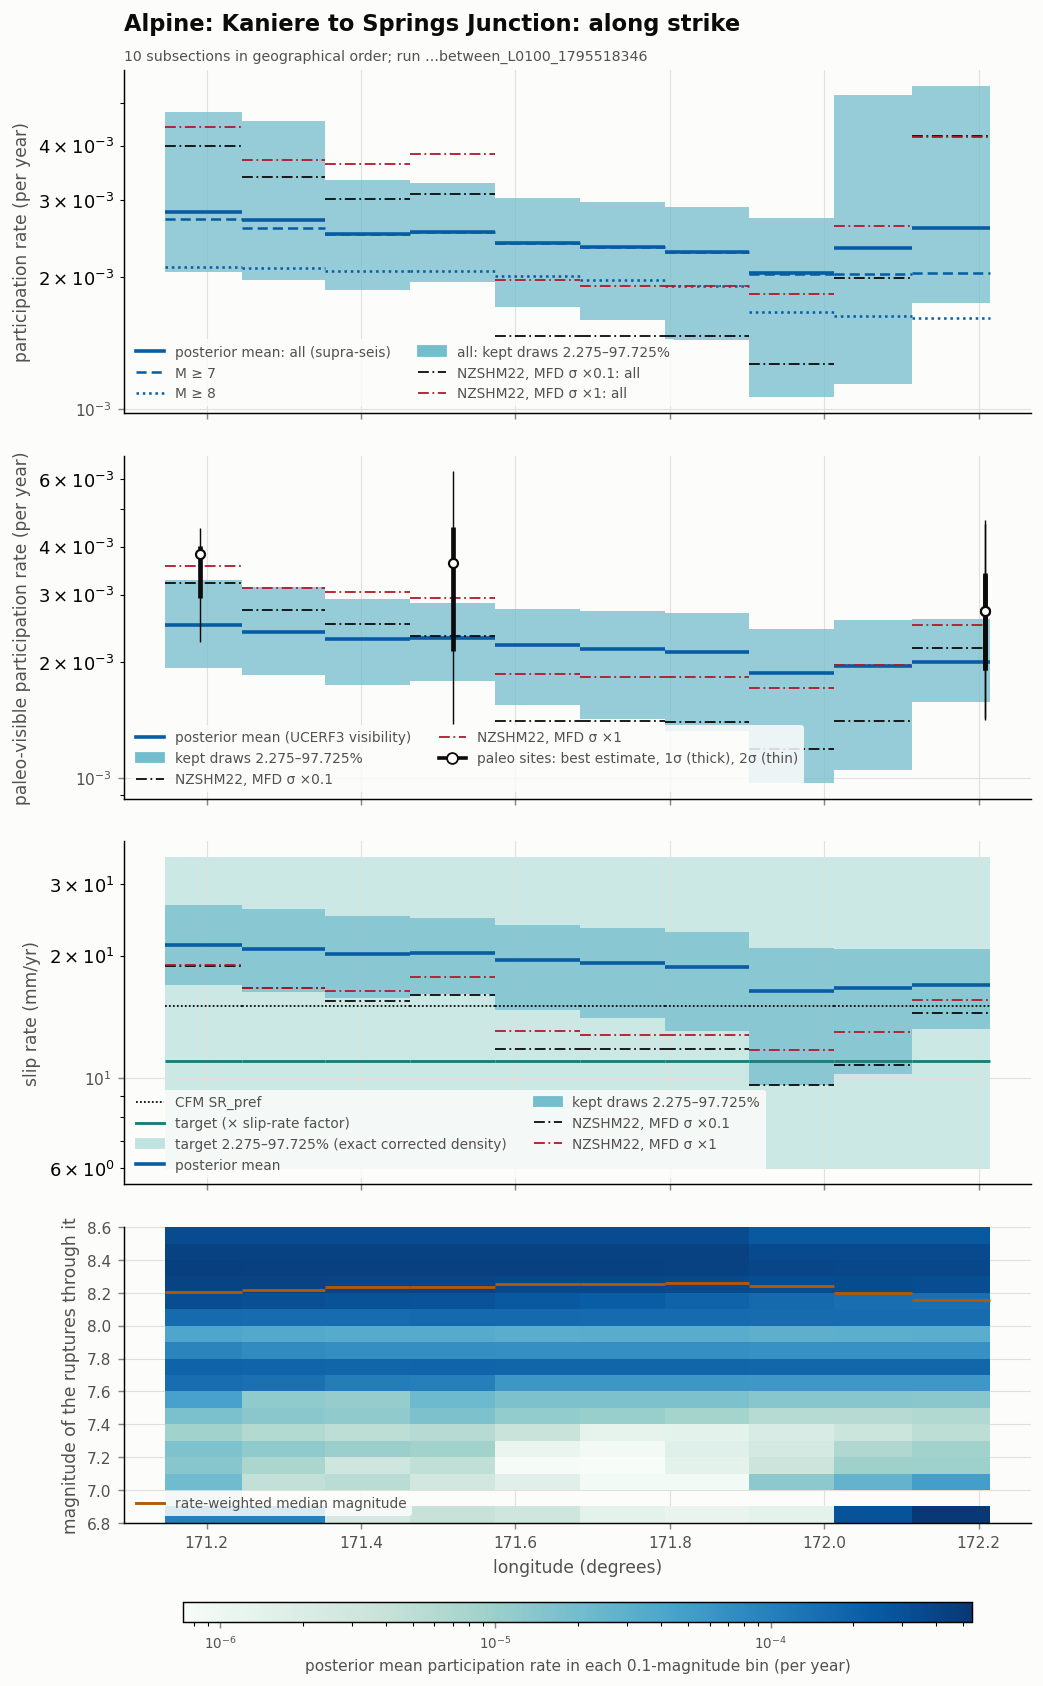 Alpine: Kaniere to Springs Junction: along strike
10 subsections in geographical order; run ...between_L0100_1795518346
participation rate (per year)
4 × 10⁻³
3 × 10⁻³
2 × 10⁻³
10⁻³
posterior mean: all (supra-seis)
M ≥ 7
M ≥ 8
all: kept draws 2.275–97.725%
NZSHM22, MFD σ ×0.1: all
NZSHM22, MFD σ ×1: all
paleo-visible participation rate (per year)
6 × 10⁻³
4 × 10⁻³
3 × 10⁻³
2 × 10⁻³
10⁻³
posterior mean (UCERF3 visibility)
kept draws 2.275–97.725%
NZSHM22, MFD σ ×0.1
NZSHM22, MFD σ ×1
paleo sites: best estimate, 1σ (thick), 2σ (thin)
slip rate (mm/yr)
3 × 10¹
2 × 10¹
10¹
6 × 10⁰
CFM SR_pref
target (× slip-rate factor)
target 2.275–97.725% (exact corrected density)
posterior mean
kept draws 2.275–97.725%
NZSHM22, MFD σ ×0.1
NZSHM22, MFD σ ×1
magnitude of the ruptures through it
8.6
8.4
8.2
8.0
7.8
7.6
7.4
7.2
7.0
6.8
rate-weighted median magnitude
171.2
171.4
171.6
171.8
172.0
172.2
longitude (degrees)
10⁻⁶
10⁻⁵
10⁻⁴
posterior mean participation rate in each 0.1-magnitude bin (per year)